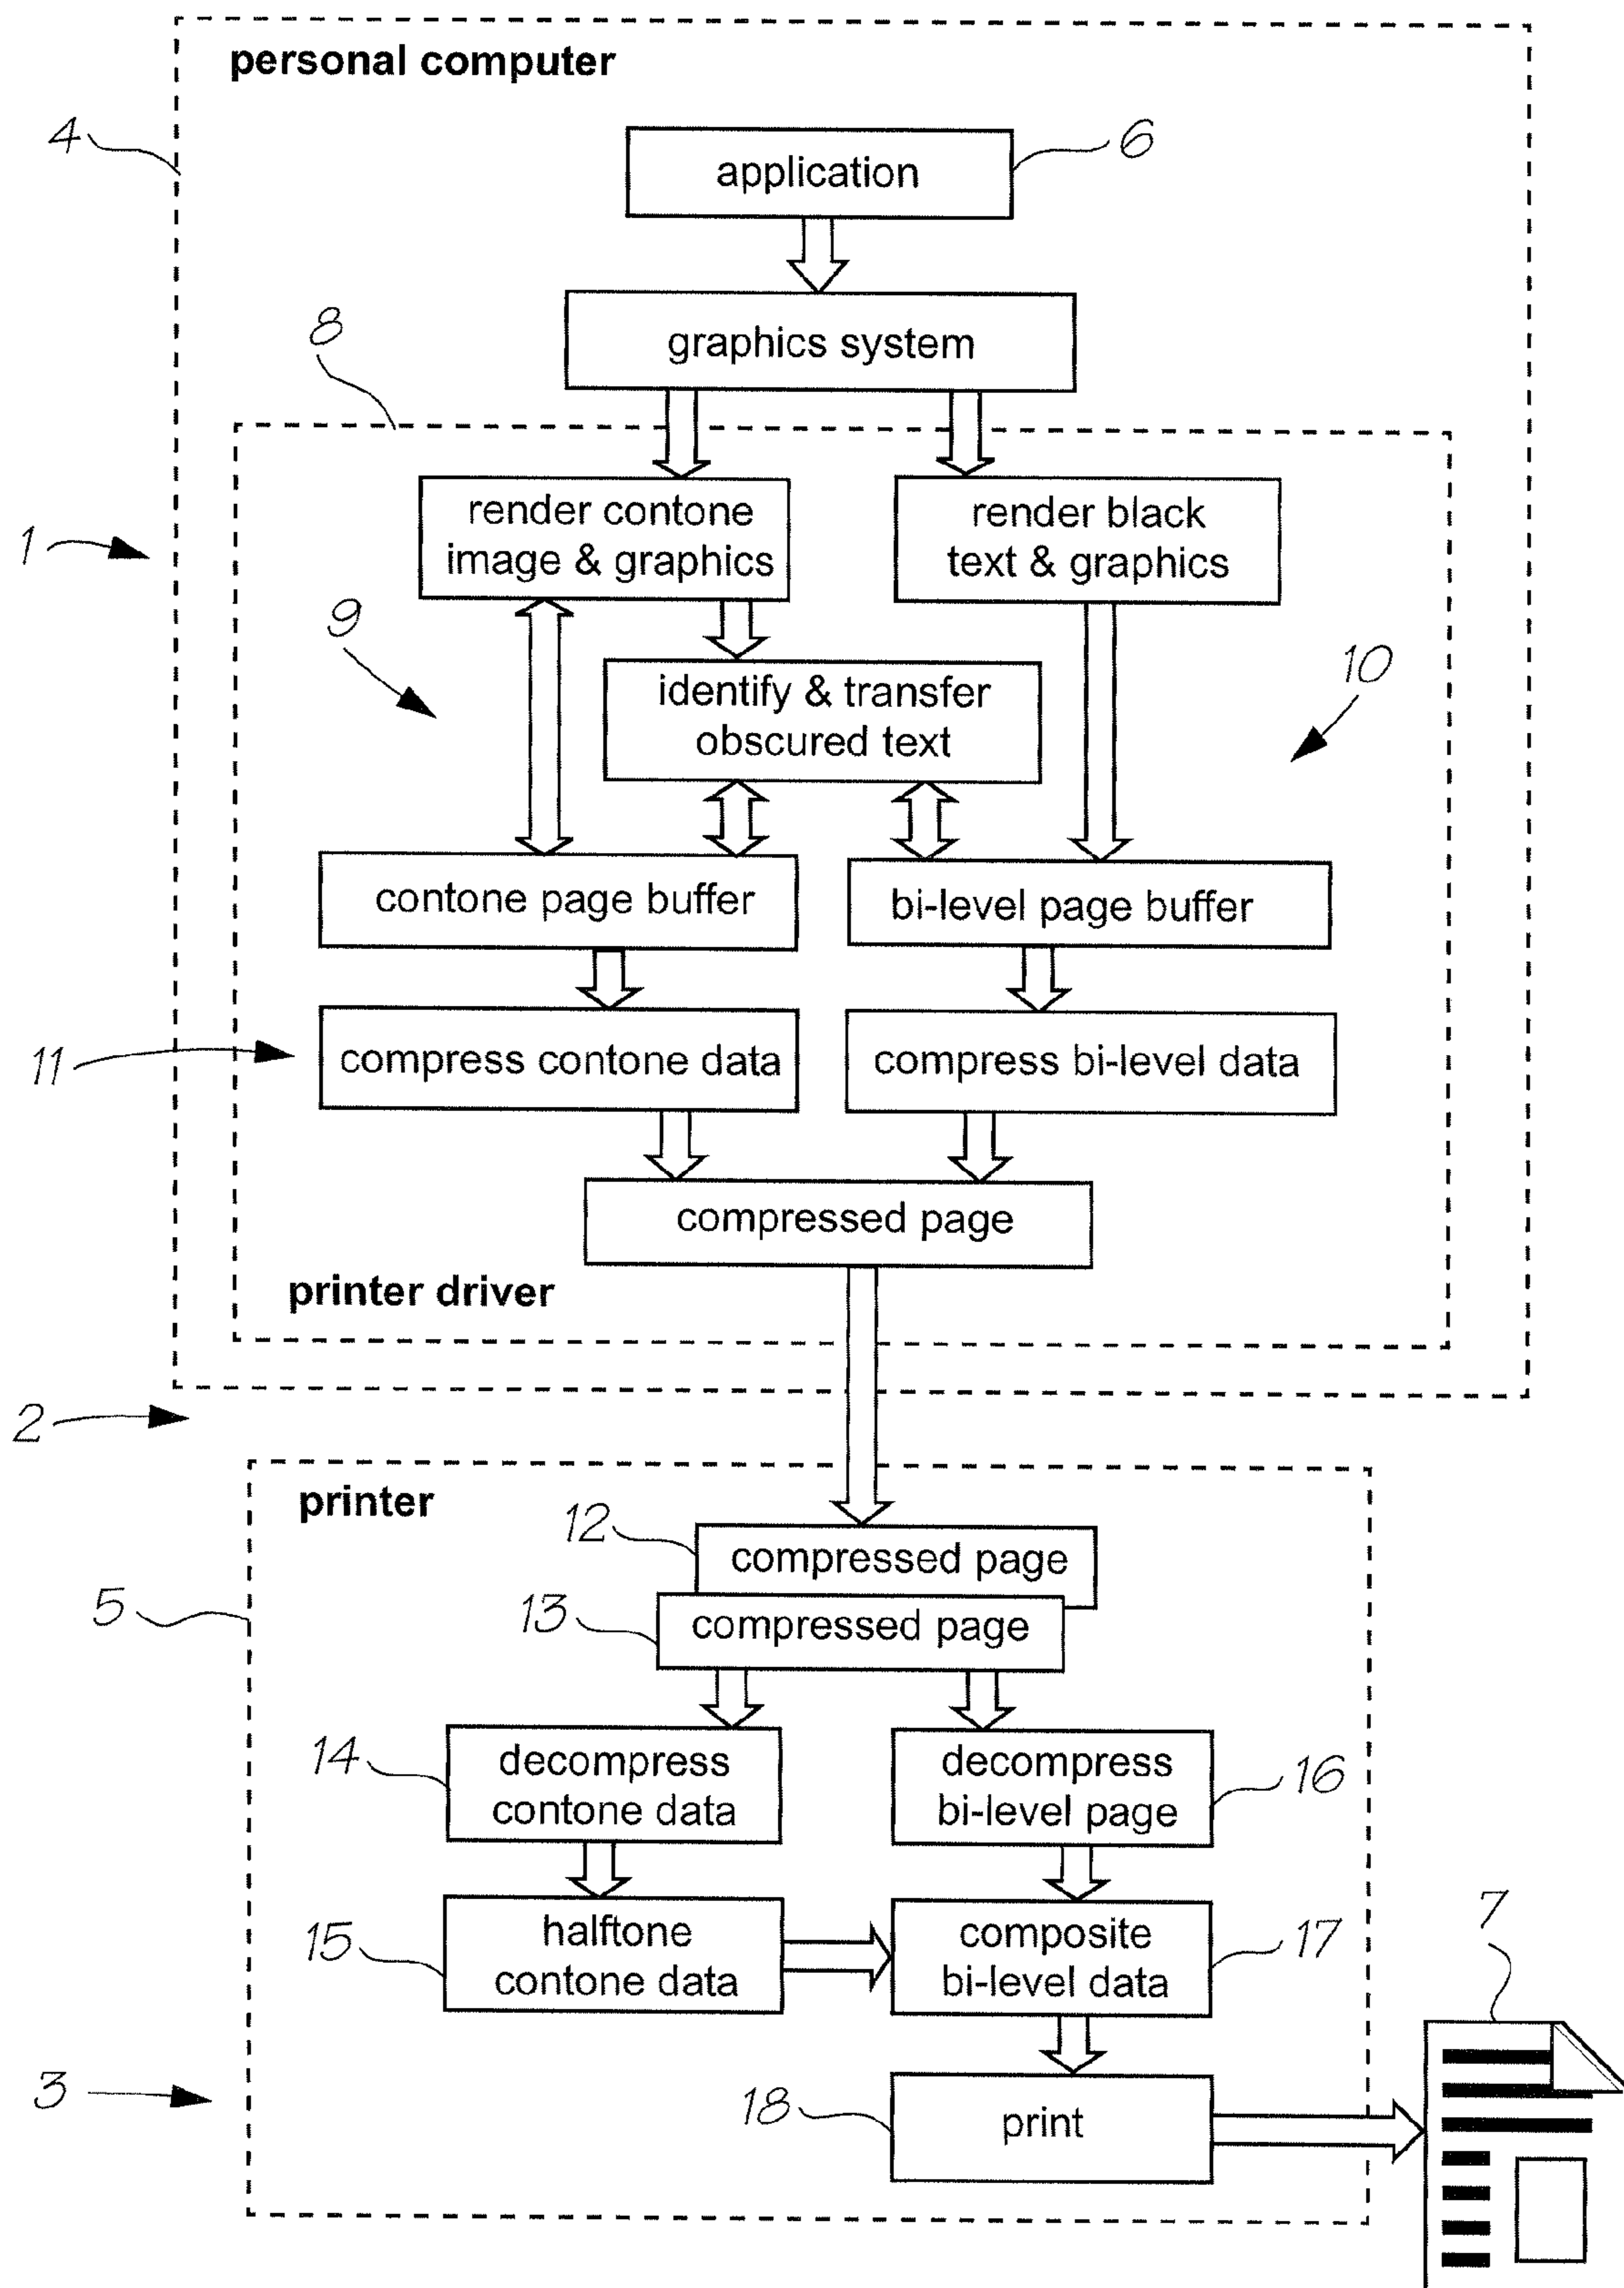 personal computer
4
application
6
graphics system
8
render contone
image & graphics
render black
text & graphics
1
9
identify & transfer
obscured text
10
contone page buffer
bi-level page buffer
11
compress contone data
compress bi-level data
compressed page
printer driver
2
printer
12
compressed page
5
13
compressed page
14
decompress
contone data
decompress
bi-level page
16
15
halftone
contone data
composite
bi-level data
17
7
3
18
print